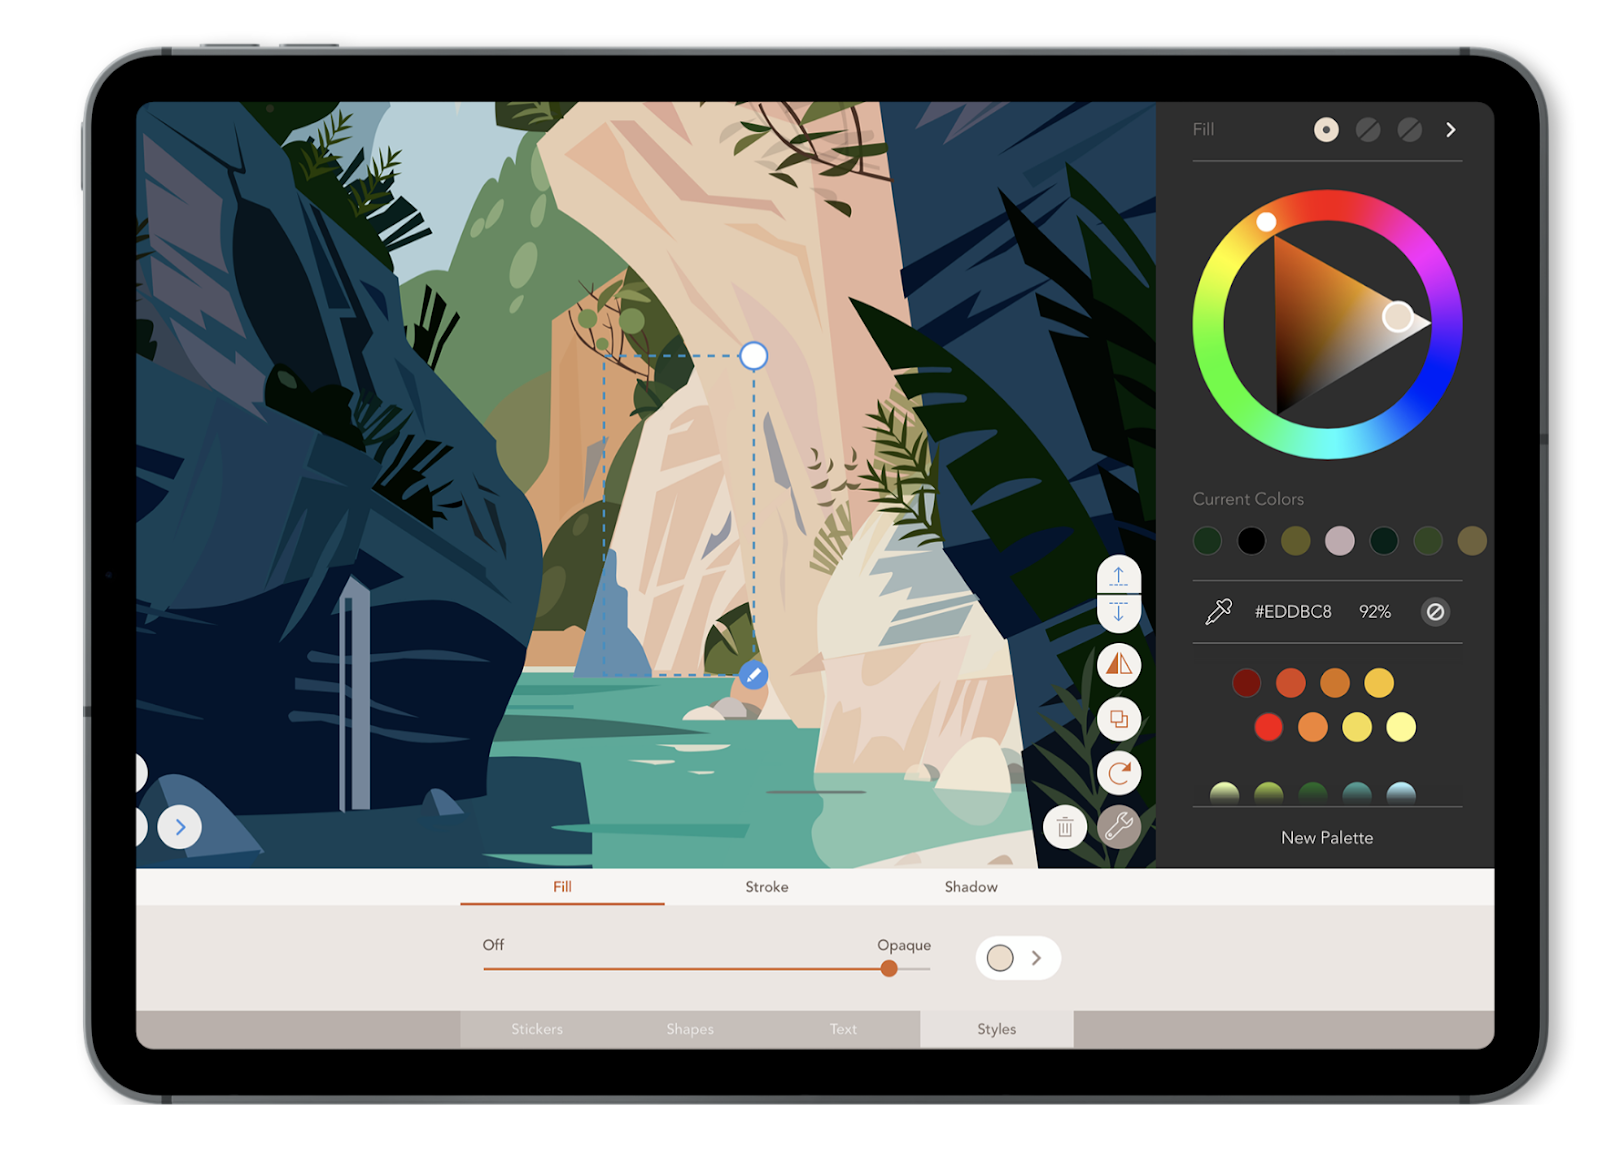 Fill
Current Colors
#EDDBC8 92%
New Palette
Fill Stroke Shadow
Off Opaque
Stickers Shapes Text Styles